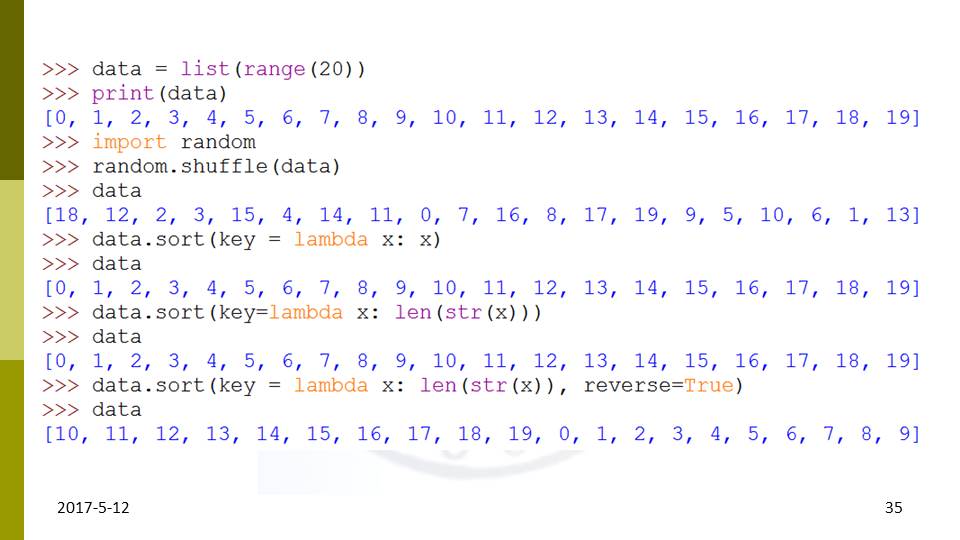 >>> data = list(range(20))
>>> print(data)
[0, 1, 2, 3, 4, 5, 6, 7, 8, 9, 10, 11, 12, 13, 14, 15, 16, 17, 18, 19]
>>> import random
>>> random.shuffle(data)
>>> data
[18, 12, 2, 3, 15, 4, 14, 11, 0, 7, 16, 8, 17, 19, 9, 5, 10, 6, 1, 13]
>>> data.sort(key = lambda x: x)
>>> data
[0, 1, 2, 3, 4, 5, 6, 7, 8, 9, 10, 11, 12, 13, 14, 15, 16, 17, 18, 19]
>>> data.sort(key=lambda x: len(str(x)))
>>> data
[0, 1, 2, 3, 4, 5, 6, 7, 8, 9, 10, 11, 12, 13, 14, 15, 16, 17, 18, 19]
>>> data.sort(key = lambda x: len(str(x)), reverse=True)
>>> data
[10, 11, 12, 13, 14, 15, 16, 17, 18, 19, 0, 1, 2, 3, 4, 5, 6, 7, 8, 9]
2017-5-12
35